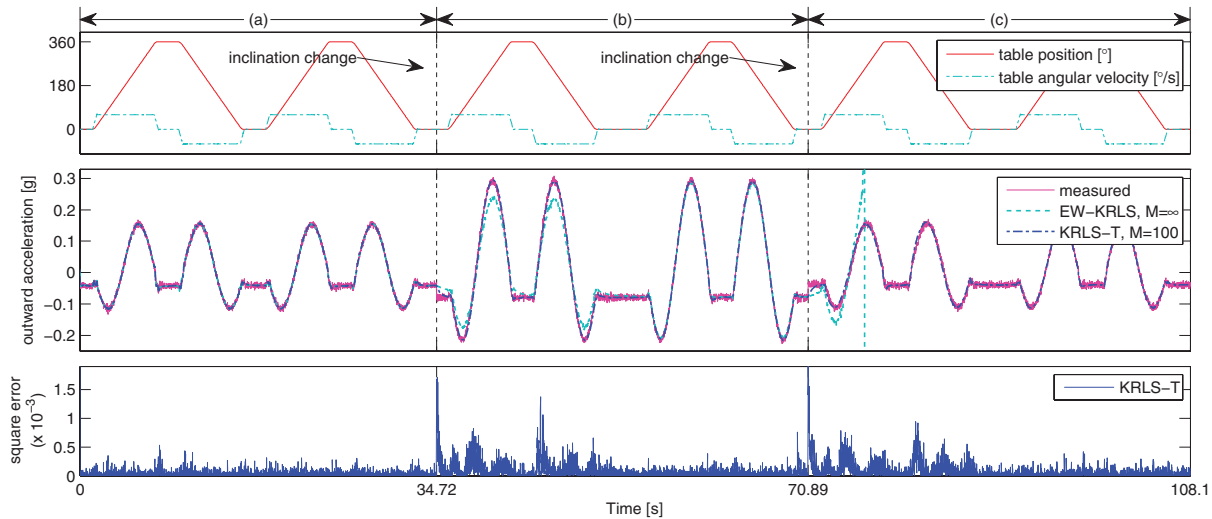 (a)
(b)
(c)
360
180
0
inclination change
inclination change
table position [°]
table angular velocity [°/s]
outward acceleration [g]
0.3
0.2
0.1
0
−0.1
−0.2
measured
EW−KRLS, M=∞
KRLS−T, M=100
square error
(x 10⁻³)
1.5
1
0.5
0
KRLS−T
0
34.72
70.89
108.1
Time [s]